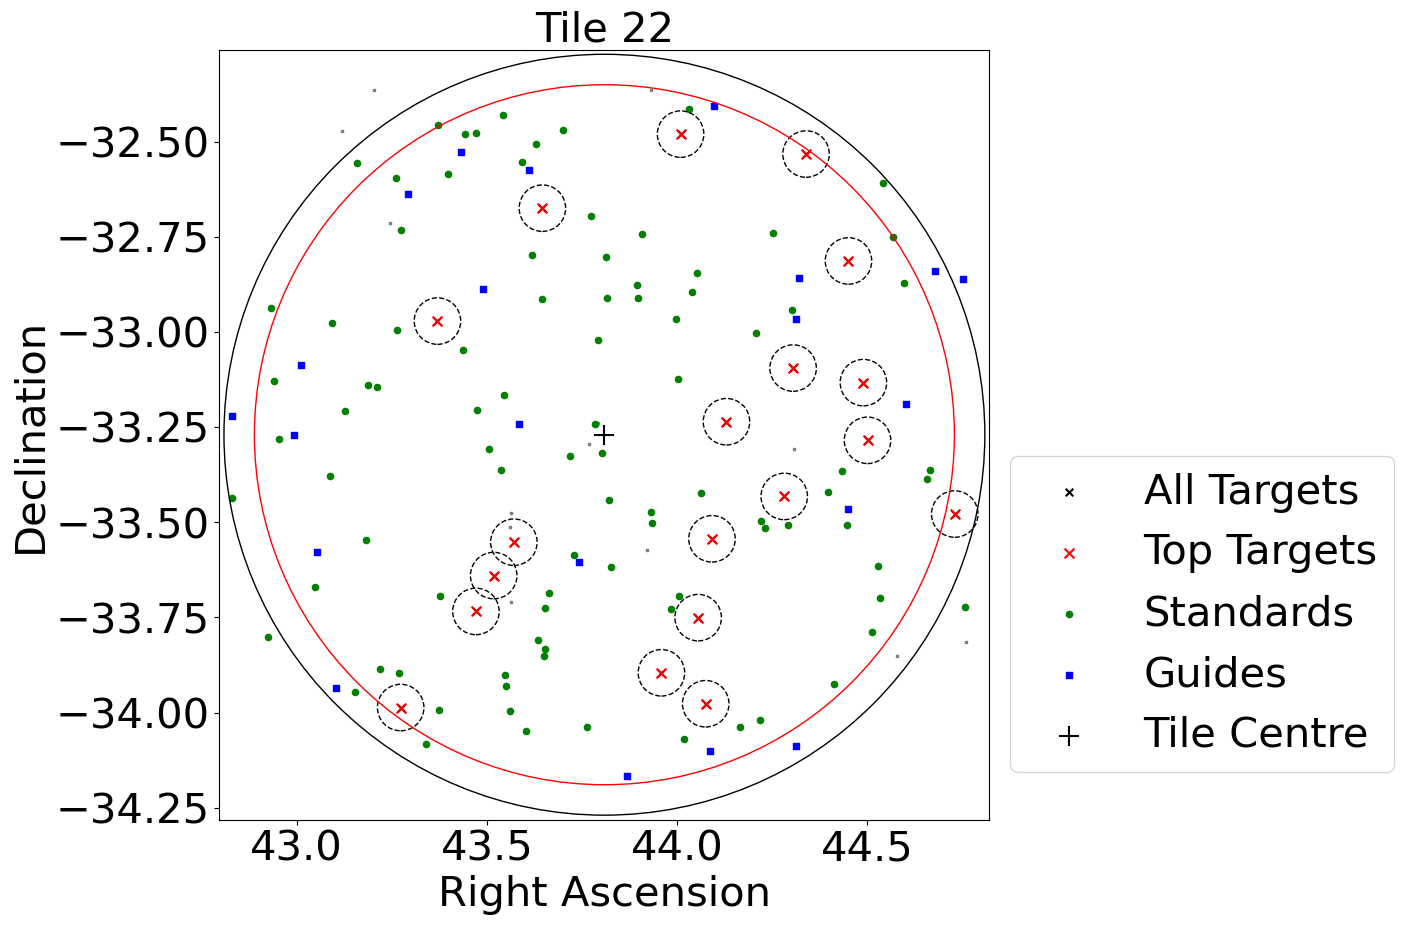 Tile 22
−32.50
−32.75
−33.00
−33.25
−33.50
−33.75
−34.00
−34.25
Declination
43.0 43.5 44.0 44.5
Right Ascension
All Targets
Top Targets
Standards
Guides
Tile Centre